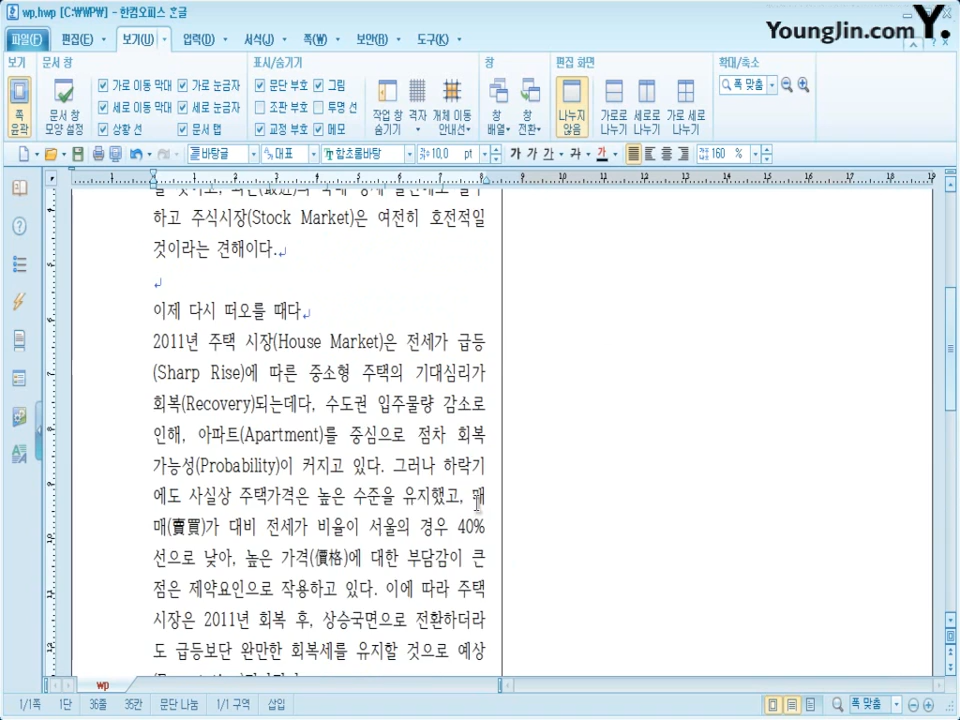 wp.hwp [C:₩WP₩] - 한컴오피스 한글
YoungJin.com Y.
파일(F) 편집(E) 보기(U) 입력(D) 서식(J) 쪽(W) 보안(R) 도구(K)
보기 문서 창 표시/숨기기 창 편집 화면 확대/축소
쪽 윤곽
문서 창 모양 설정
가로 이동 막대 가로 눈금자
세로 이동 막대 세로 눈금자
상황 선 문서 탭
문단 부호 그림
조판 부호 투명 선
교정 부호 메모
작업 창 숨기기 격자 개체 이동 안내선
창 배열 창 전환
나누지 않음 가로로 나누기 세로로 나누기 가로 세로 나누기
폭 맞춤
바탕글 대표 함초롬바탕 10.0 pt 가 가 가 가 가 160 %
하고 주식시장(Stock Market)은 여전히 호전적일
것이라는 견해이다.
이제 다시 떠오를 때다
2011년 주택 시장(House Market)은 전세가 급등
(Sharp Rise)에 따른 중소형 주택의 기대심리가
회복(Recovery)되는데다, 수도권 입주물량 감소로
인해, 아파트(Apartment)를 중심으로 점차 회복
가능성(Probability)이 커지고 있다. 그러나 하락기
에도 사실상 주택가격은 높은 수준을 유지했고, 매
매(賣買)가 대비 전세가 비율이 서울의 경우 40%
선으로 낮아, 높은 가격(價格)에 대한 부담감이 큰
점은 제약요인으로 작용하고 있다. 이에 따라 주택
시장은 2011년 회복 후, 상승국면으로 전환하더라
도 급등보단 완만한 회복세를 유지할 것으로 예상
wp
1/1쪽 1단 36줄 35칸 문단 나눔 1/1 구역 삽입 폭 맞춤